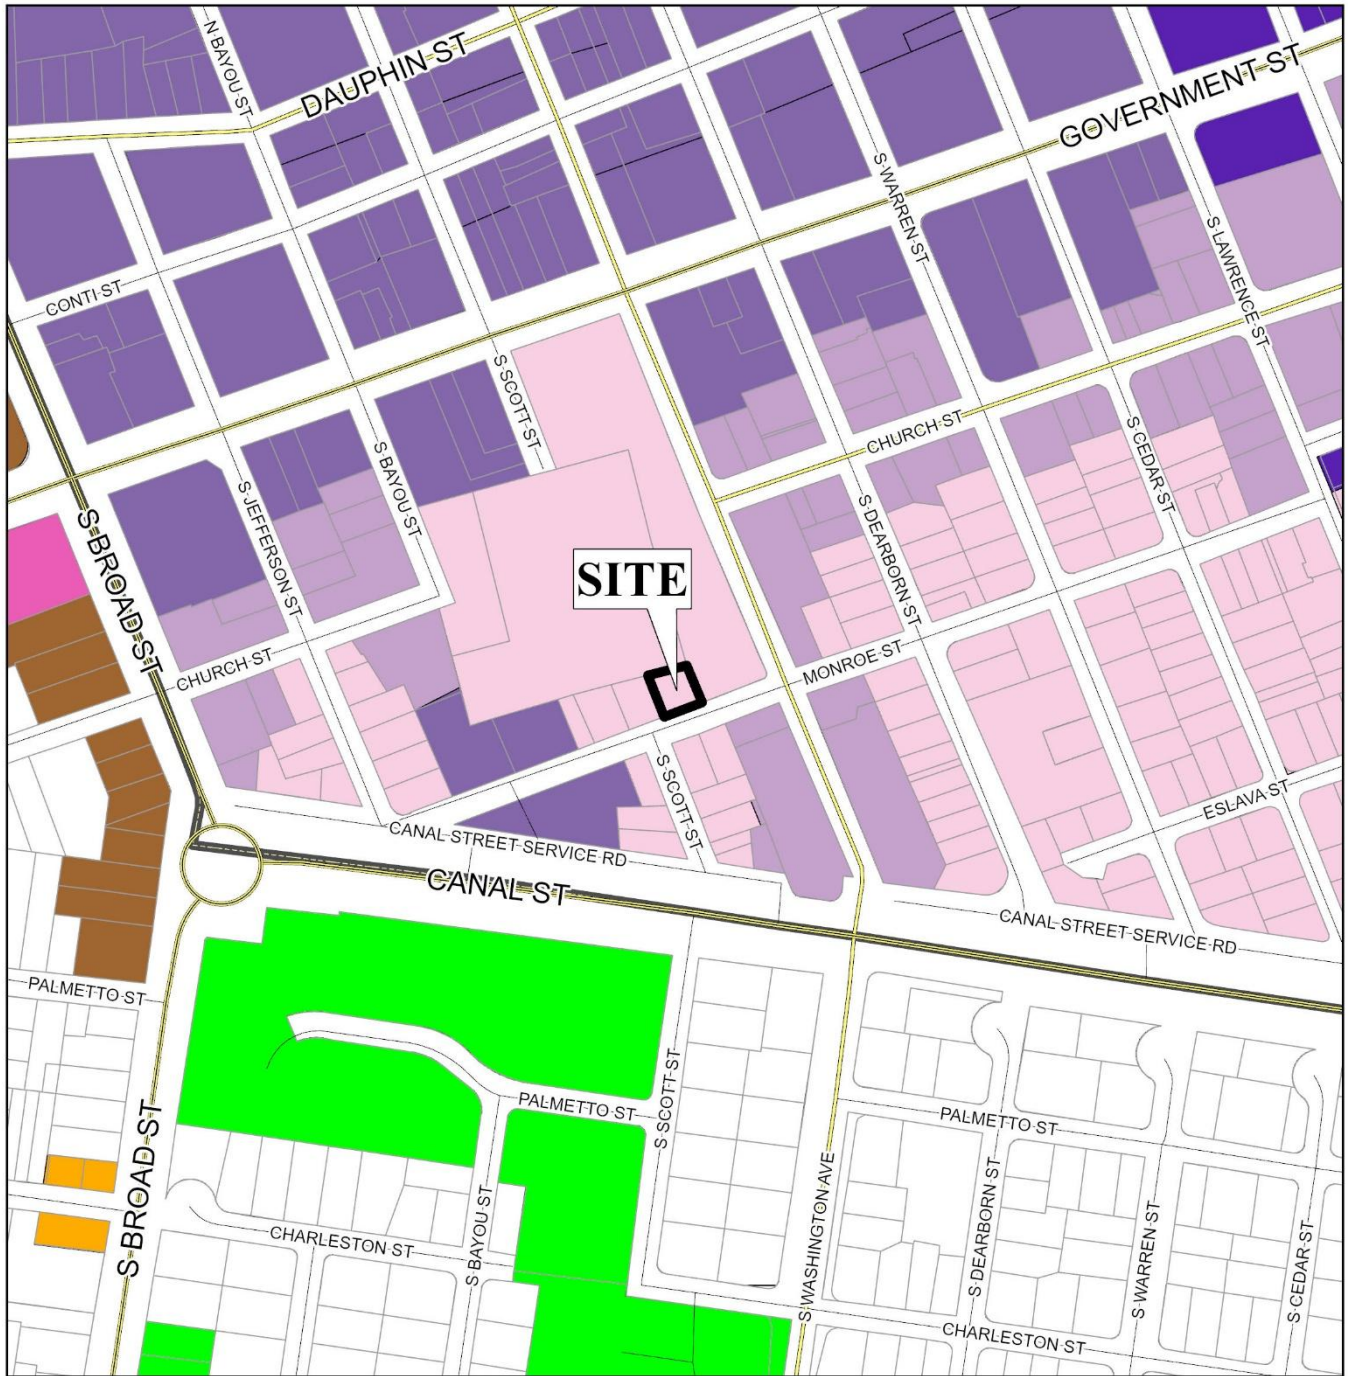 N BAYOU ST
DAUPHIN ST
GOVERNMENT ST
S WARREN ST
S LAWRENCE ST
CONTI ST
S SCOTT ST
CHURCH ST
S CEDAR ST
S BAYOU ST
S JEFFERSON ST
S DEARBORN ST
S BROAD ST
SITE
MONROE ST
CHURCH ST
S SCOTT ST
ESLAVA ST
CANAL STREET SERVICE RD
CANAL ST
CANAL STREET SERVICE RD
PALMETTO ST
S SCOTT ST
PALMETTO ST
PALMETTO ST
S BROAD ST
S BAYOU ST
S WASHINGTON AVE
S DEARBORN ST
S WARREN ST
S CEDAR ST
CHARLESTON ST
CHARLESTON ST